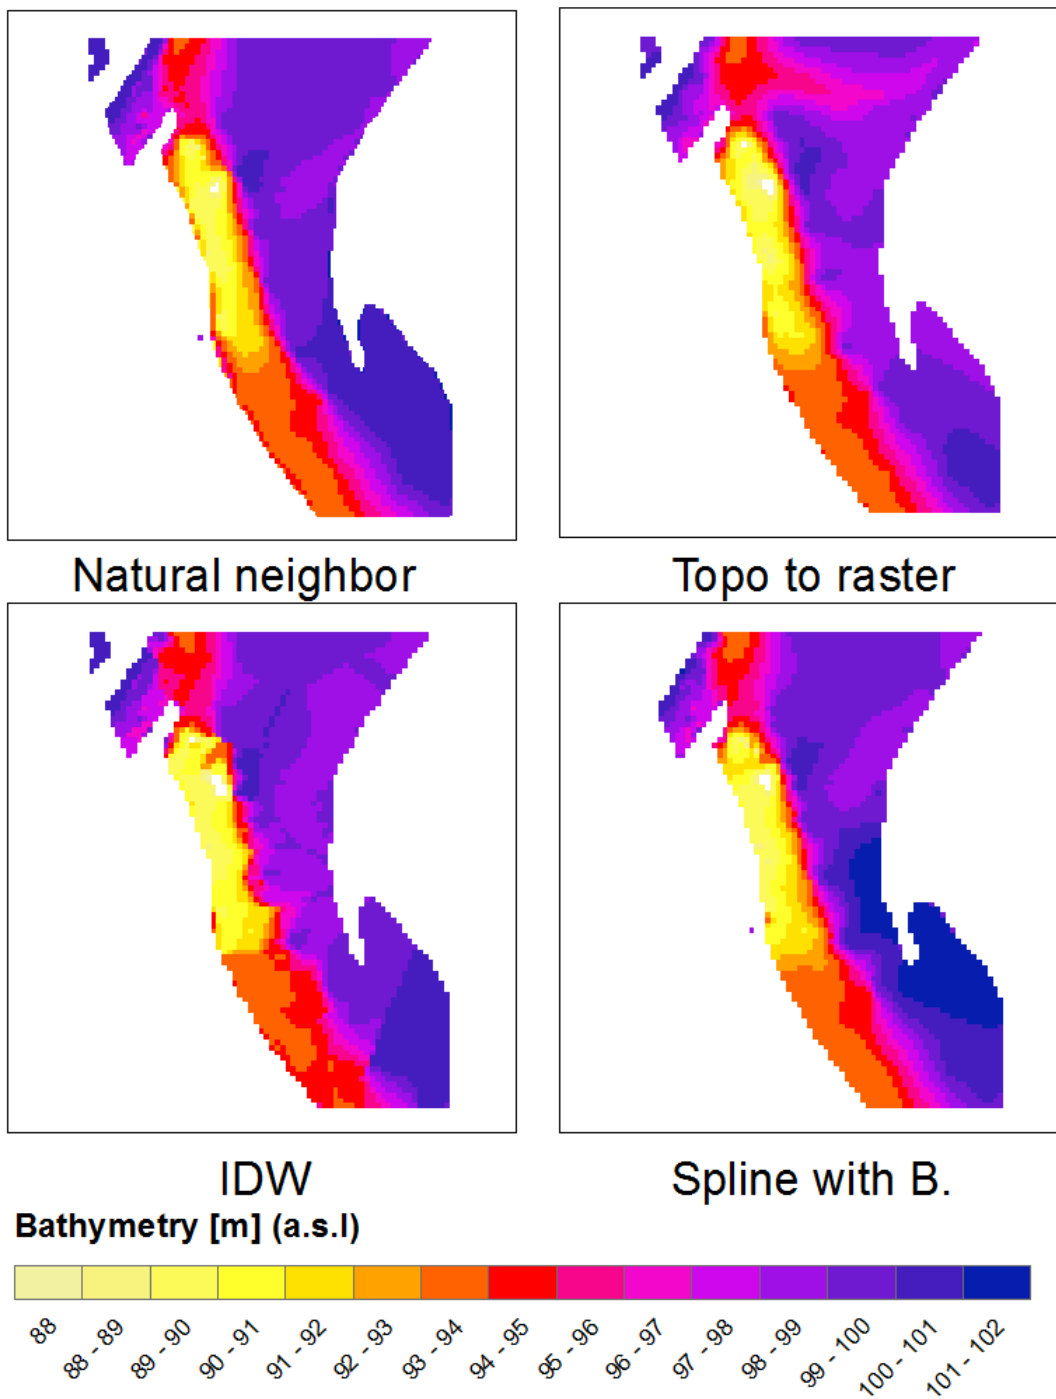 Natural neighbor
Topo to raster
IDW
Spline with B.
Bathymetry [m] (a.s.l)
88
88 - 89
89 - 90
90 - 91
91 - 92
92 - 93
93 - 94
94 - 95
95 - 96
96 - 97
97 - 98
98 - 99
99 - 100
100 - 101
101 - 102